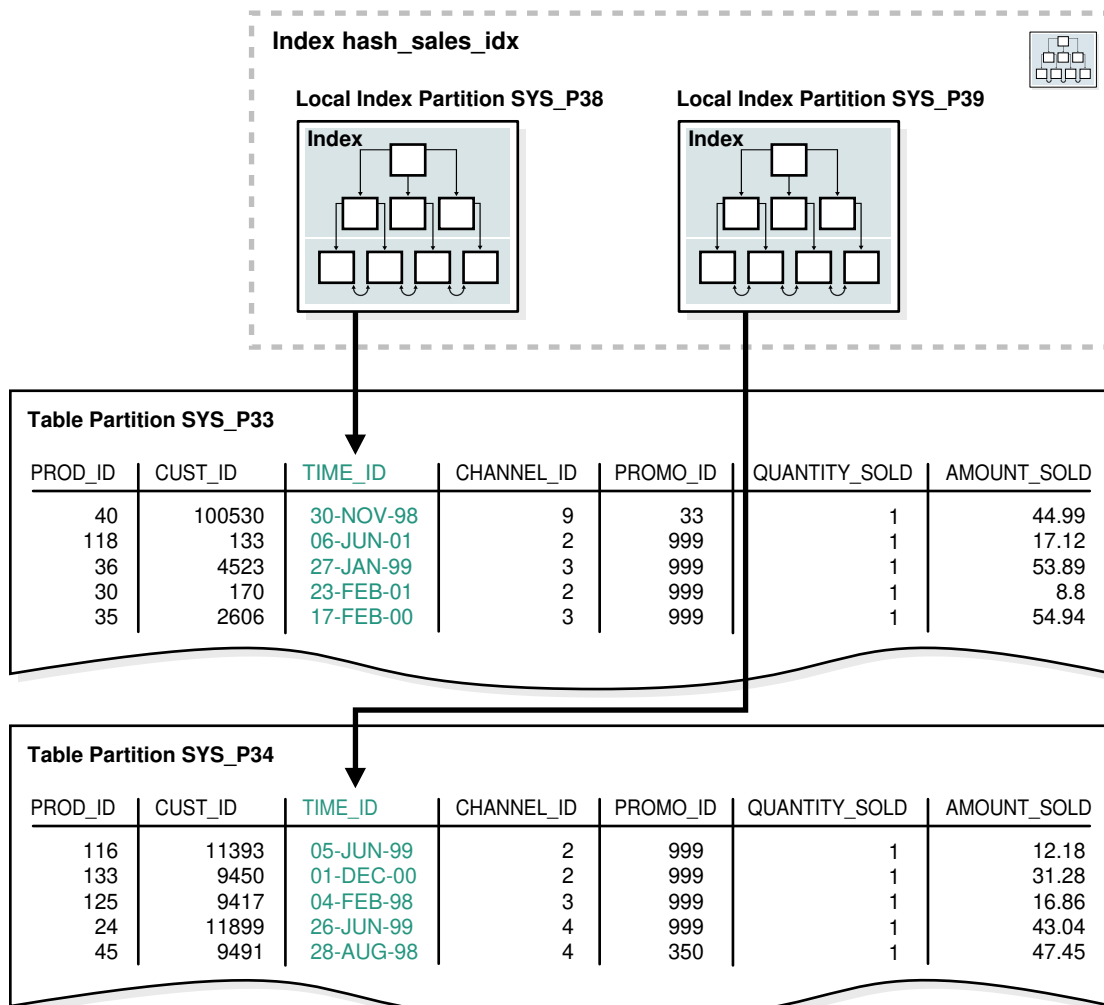 Index hash_sales_idx
Local Index Partition SYS_P38 Local Index Partition SYS_P39
Index Index
Table Partition SYS_P33
PROD_ID CUST_ID TIME_ID CHANNEL_ID PROMO_ID QUANTITY_SOLD AMOUNT_SOLD
40 100530 30-NOV-98 9 33 1 44.99
118 133 06-JUN-01 2 999 1 17.12
36 4523 27-JAN-99 3 999 1 53.89
30 170 23-FEB-01 2 999 1 8.8
35 2606 17-FEB-00 3 999 1 54.94
Table Partition SYS_P34
PROD_ID CUST_ID TIME_ID CHANNEL_ID PROMO_ID QUANTITY_SOLD AMOUNT_SOLD
116 11393 05-JUN-99 2 999 1 12.18
133 9450 01-DEC-00 2 999 1 31.28
125 9417 04-FEB-98 3 999 1 16.86
24 11899 26-JUN-99 4 999 1 43.04
45 9491 28-AUG-98 4 350 1 47.45